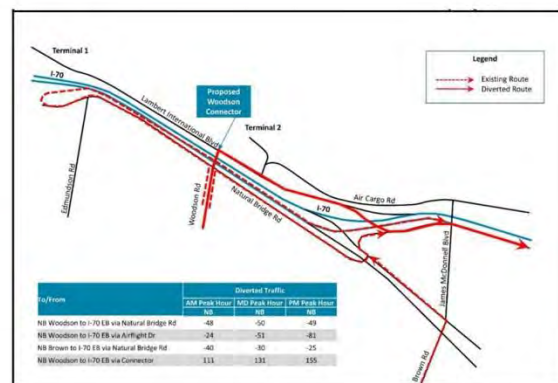 Terminal 1
I-70
Legend
Existing Route
Diverted Route
Proposed
Woodson
Connector
Lambert International Blvd
Terminal 2
Air Cargo Rd
Edmundson Rd
Woodson Rd
Natural Bridge Rd
I-70
James McDonnell Blvd
Brown Rd
To/From Diverted Traffic
AM Peak Hour MD Peak Hour PM Peak Hour
NB NB NB
NB Woodson to I-70 EB via Natural Bridge Rd -48 -50 -49
NB Woodson to I-70 EB via Airflight Dr -24 -51 -81
NB Brown to I-70 EB via Natural Bridge Rd -40 -30 -25
NB Woodson to I-70 EB via Connector 111 131 155